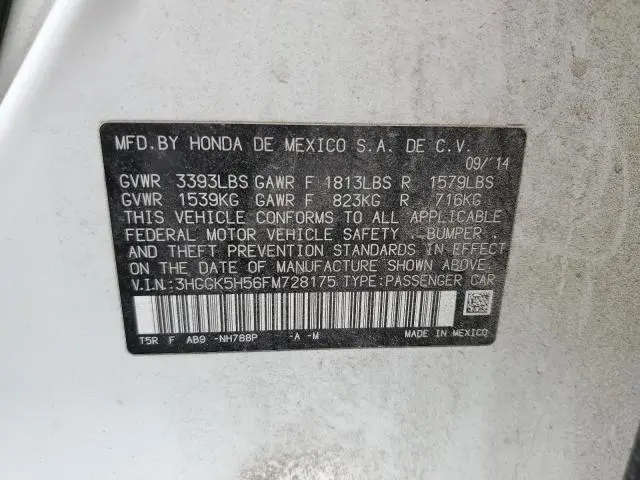 MFD.BY HONDA DE MEXICO S.A. DE C.V.
09/'14
GVWR 3393LBS GAWR F 1813LBS R 1579LBS
GVWR 1539KG GAWR F 823KG R 716KG
THIS VEHICLE CONFORMS TO ALL APPLICABLE
FEDERAL MOTOR VEHICLE SAFETY , BUMPER ,
AND THEFT PREVENTION STANDARDS IN EFFECT
ON THE DATE OF MANUFACTURE SHOWN ABOVE.
V.IN:3HGGK5H56FM728175 TYPE:PASSENGER CAR
T5R F AB9 -NH788P -A -M MADE IN MEXICO